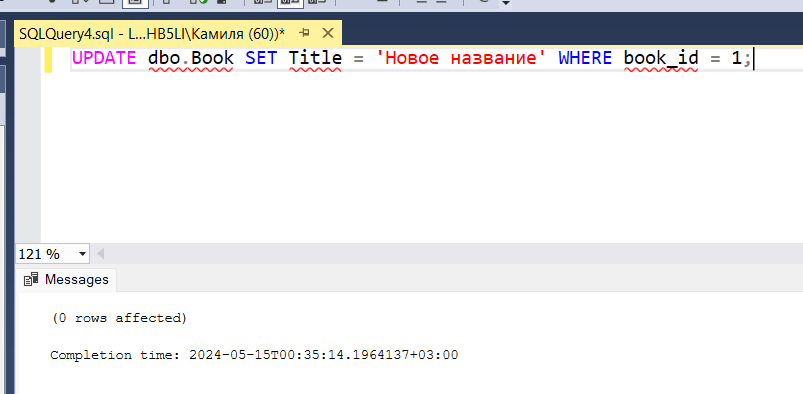 SQLQuery4.sql - L...HB5LI\Камиля (60))*
UPDATE dbo.Book SET Title = 'Новое название' WHERE book_id = 1;
121 %
Messages
(0 rows affected)
Completion time: 2024-05-15T00:35:14.1964137+03:00